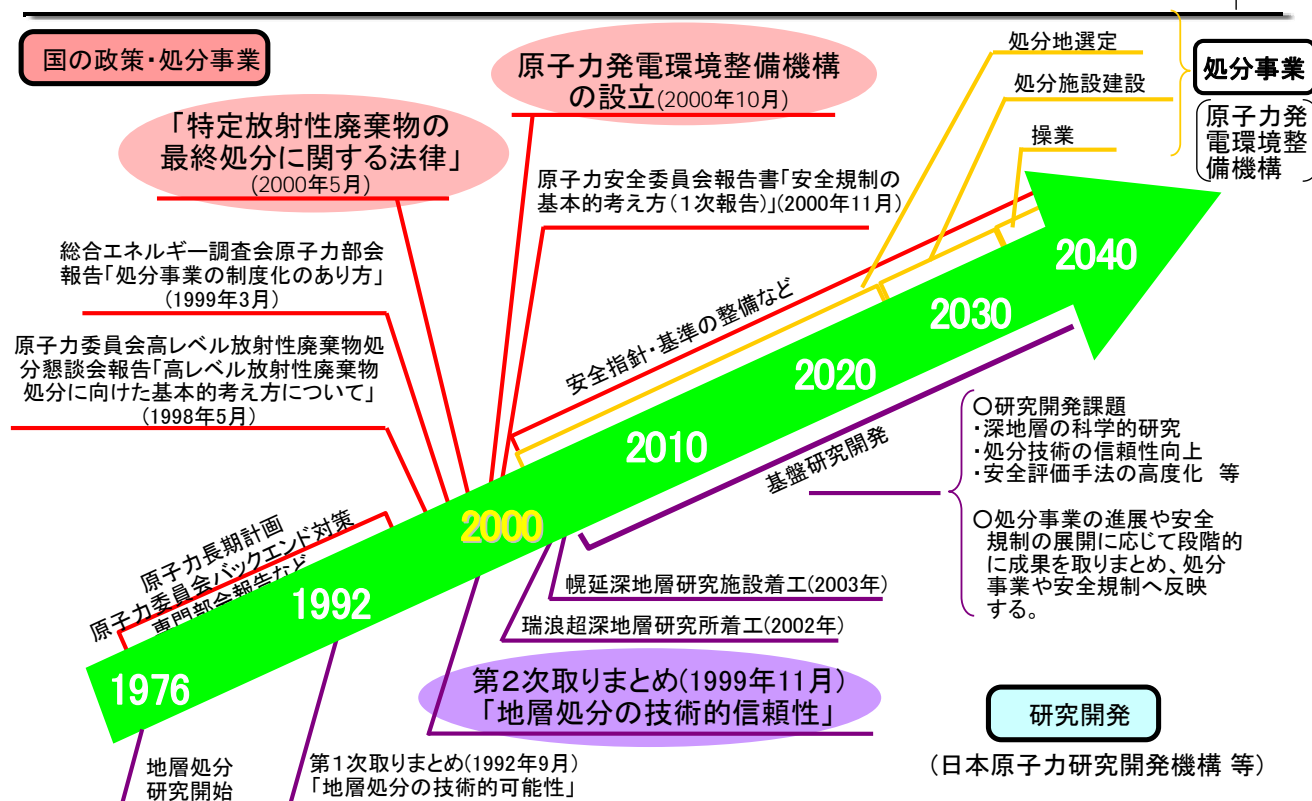 国の政策・処分事業
原子力発電環境整備機構
の設立(2000年10月)
「特定放射性廃棄物の
最終処分に関する法律」
(2000年5月)
処分地選定
処分施設建設
操業
処分事業
原子力発
電環境整
備機構
原子力安全委員会報告書「安全規制の
基本的考え方(1次報告)」(2000年11月)
総合エネルギー調査会原子力部会
報告「処分事業の制度化のあり方」
(1999年3月)
原子力委員会高レベル放射性廃棄物処
分懇談会報告「高レベル放射性廃棄物
処分に向けた基本的考え方について」
(1998年5月)
安全指針・基準の整備など
原子力長期計画
原子力委員会バックエンド対策
専門部会報告など
1976
1992
2000
2010
2020
2030
2040
基盤研究開発
○研究開発課題
・深地層の科学的研究
・処分技術の信頼性向上
・安全評価手法の高度化 等
○処分事業の進展や安全
規制の展開に応じて段階的
に成果を取りまとめ、処分
事業や安全規制へ反映
する。
幌延深地層研究施設着工(2003年)
瑞浪超深地層研究所着工(2002年)
第2次取りまとめ(1999年11月)
「地層処分の技術的信頼性」
第1次取りまとめ(1992年9月)
「地層処分の技術的可能性」
地層処分
研究開始
研究開発
(日本原子力研究開発機構 等)